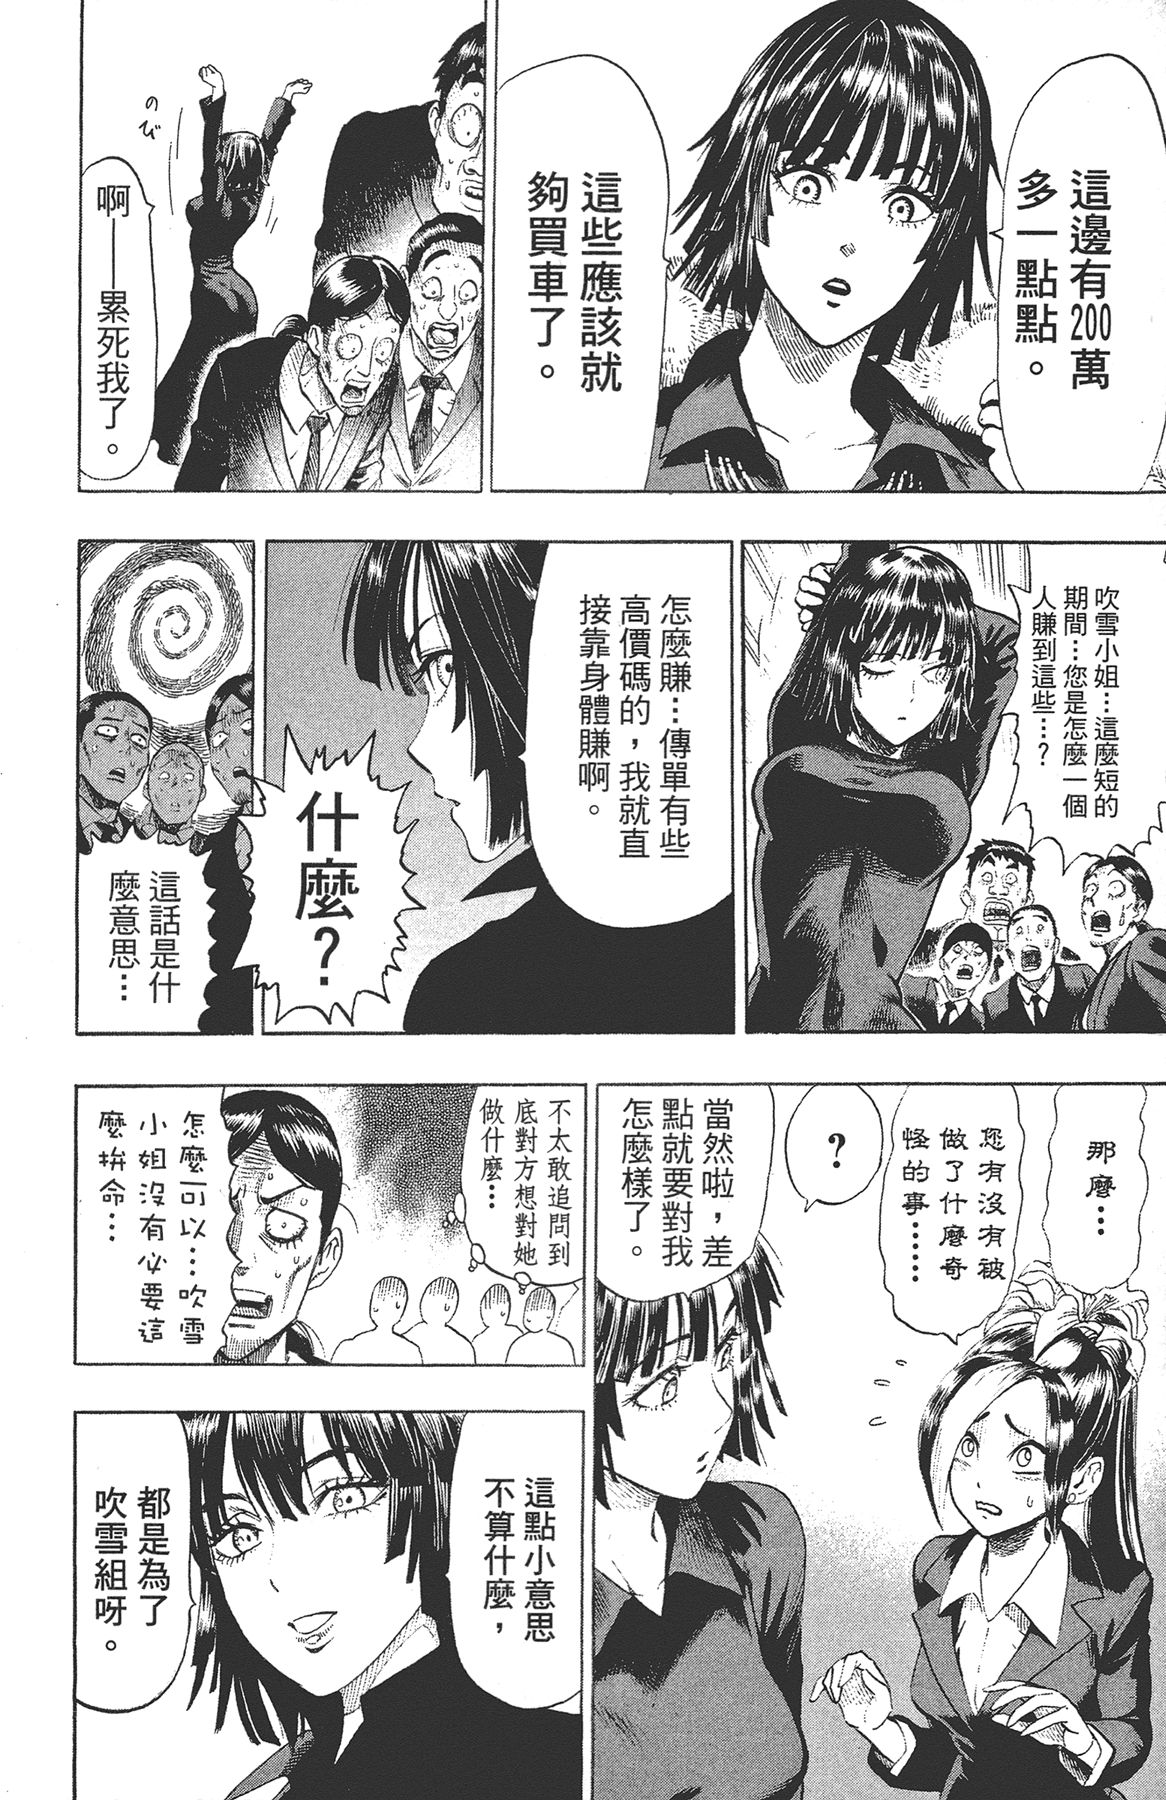 這邊有200萬
多一點點。
這些應該就
夠買車了。
のび
啊——累死我了。
吹雪小姐…這麼短的
期間…您是怎麼一個
人賺到這些…?
怎麼賺…傳單有些
高價碼的，我就直
接靠身體賺啊。
什麼?
這話是什
麼意思…
那麼…
您有沒有被
做了什麼奇
怪的事……
?
當然啦，差
點就要對我
怎麼樣了。
不太敢追問到
底對方想對她
做什麼…
怎麼可以…吹雪
小姐沒有必要這
麼拚命…
這點小意思
不算什麼，
都是為了
吹雪組呀。